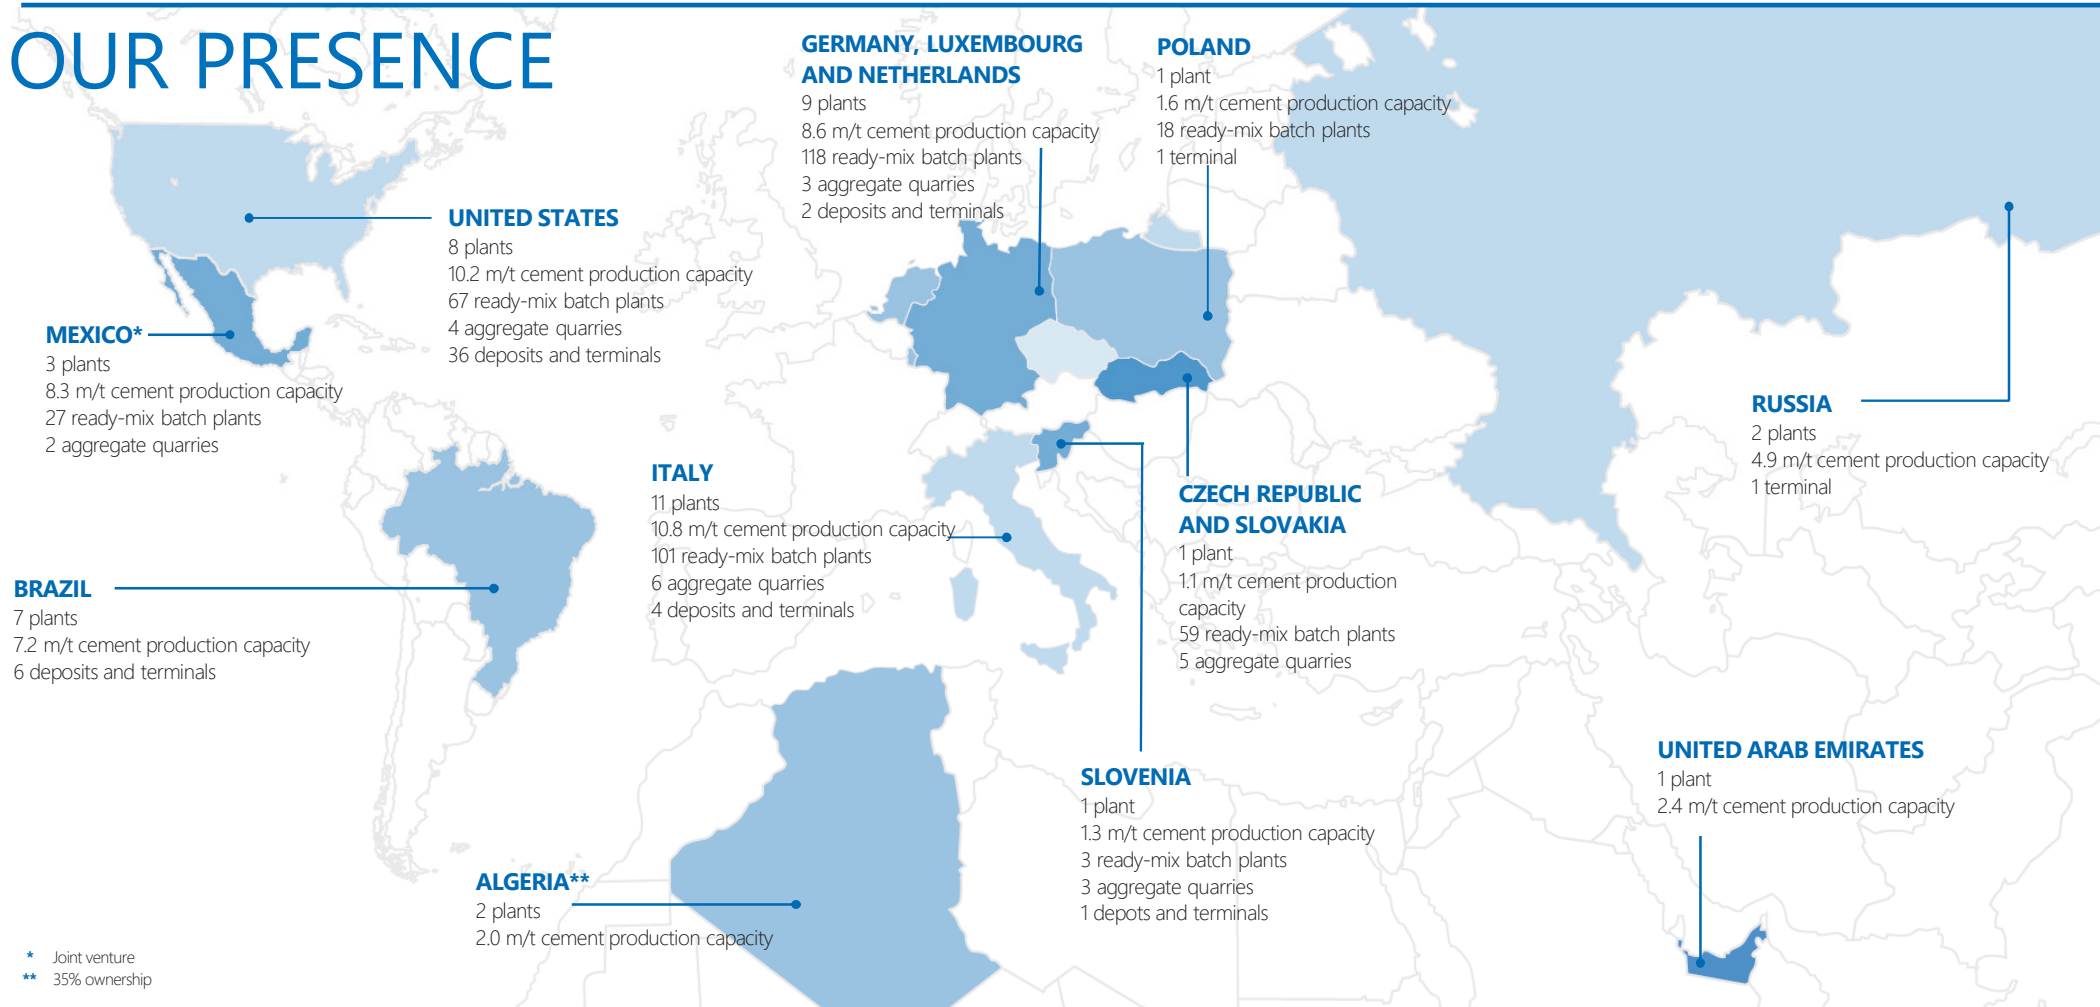 OUR PRESENCE
GERMANY, LUXEMBOURG
AND NETHERLANDS
9 plants
8.6 m/t cement production capacity
118 ready-mix batch plants
3 aggregate quarries
2 deposits and terminals
POLAND
1 plant
1.6 m/t cement production capacity
18 ready-mix batch plants
1 terminal
UNITED STATES
8 plants
10.2 m/t cement production capacity
67 ready-mix batch plants
4 aggregate quarries
36 deposits and terminals
MEXICO*
3 plants
8.3 m/t cement production capacity
27 ready-mix batch plants
2 aggregate quarries
RUSSIA
2 plants
4.9 m/t cement production capacity
1 terminal
ITALY
11 plants
10.8 m/t cement production capacity
101 ready-mix batch plants
6 aggregate quarries
4 deposits and terminals
CZECH REPUBLIC
AND SLOVAKIA
1 plant
1.1 m/t cement production
capacity
59 ready-mix batch plants
5 aggregate quarries
BRAZIL
7 plants
7.2 m/t cement production capacity
6 deposits and terminals
SLOVENIA
1 plant
1.3 m/t cement production capacity
3 ready-mix batch plants
3 aggregate quarries
1 depots and terminals
UNITED ARAB EMIRATES
1 plant
2.4 m/t cement production capacity
ALGERIA**
2 plants
2.0 m/t cement production capacity
* Joint venture
** 35% ownership